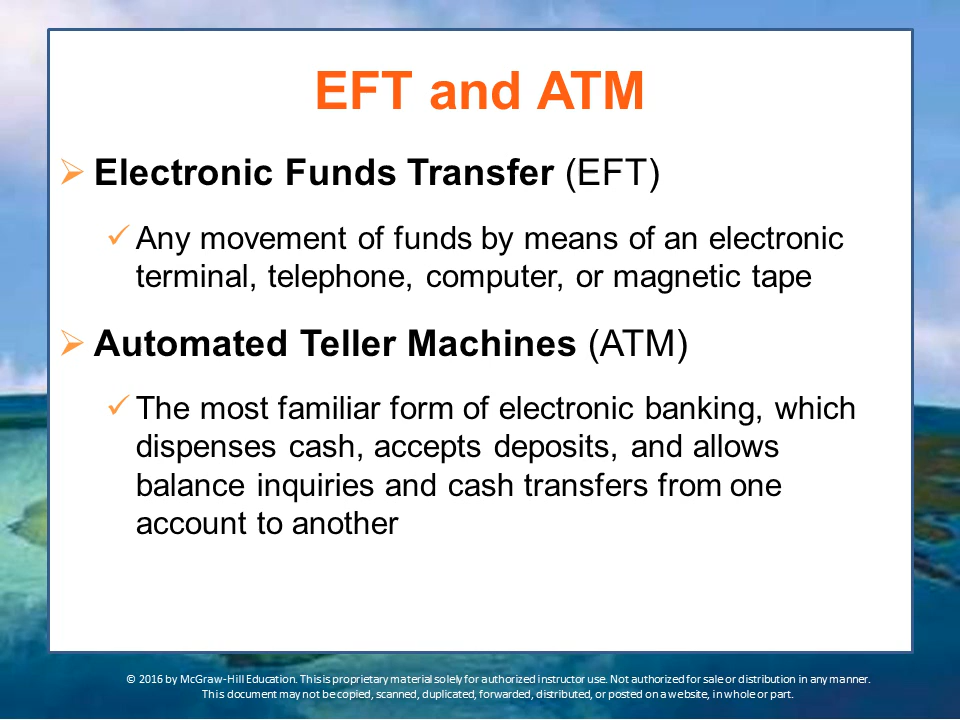 EFT and ATM
Electronic Funds Transfer (EFT)
Any movement of funds by means of an electronic
terminal, telephone, computer, or magnetic tape
Automated Teller Machines (ATM)
The most familiar form of electronic banking, which
dispenses cash, accepts deposits, and allows
balance inquiries and cash transfers from one
account to another
© 2016 by McGraw-Hill Education. This is proprietary material solely for authorized instructor use. Not authorized for sale or distribution in any manner.
This document may not be copied, scanned, duplicated, forwarded, distributed, or posted on a website, in whole or part.